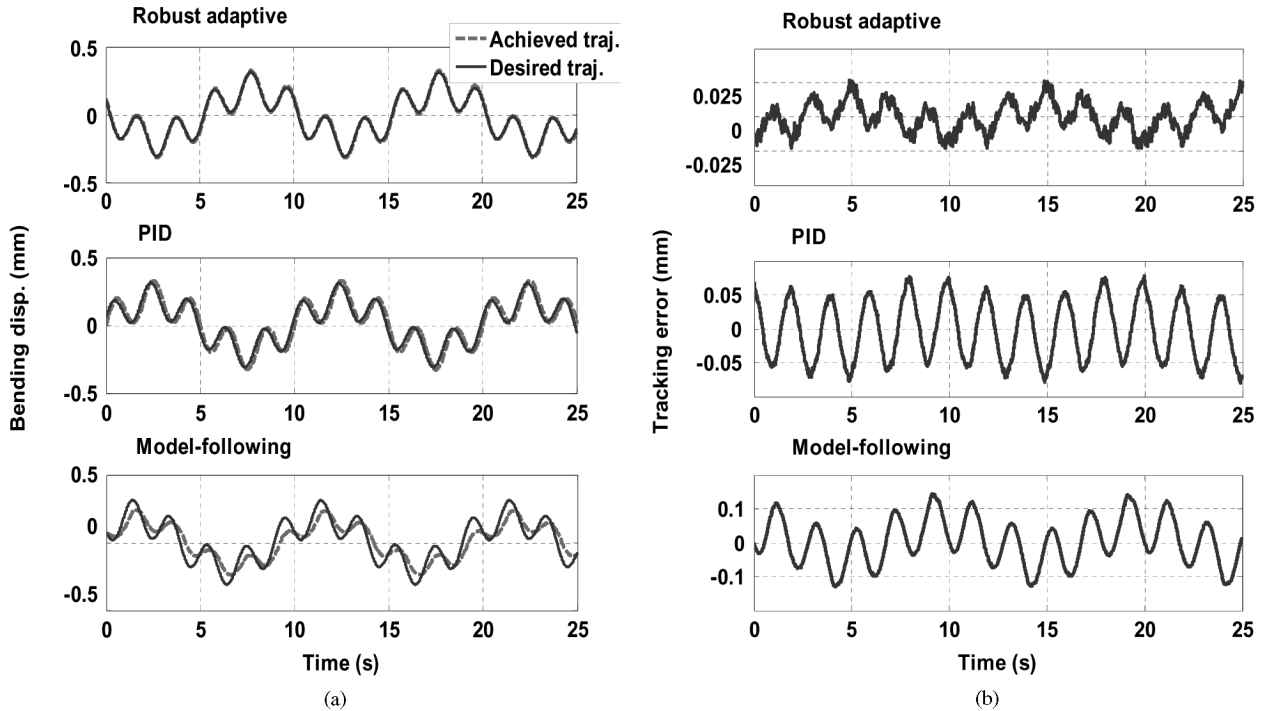 Robust adaptive
Achieved traj.
Desired traj.
0.5
0
-0.5
0 5 10 15 20 25
PID
0.5
0
-0.5
0 5 10 15 20 25
Model-following
0.5
0
-0.5
0 5 10 15 20 25
Bending disp. (mm)
Time (s)
(a)
Robust adaptive
0.025
0
-0.025
0 5 10 15 20 25
PID
0.05
0
-0.05
0 5 10 15 20 25
Model-following
0.1
0
-0.1
0 5 10 15 20 25
Tracking error (mm)
Time (s)
(b)